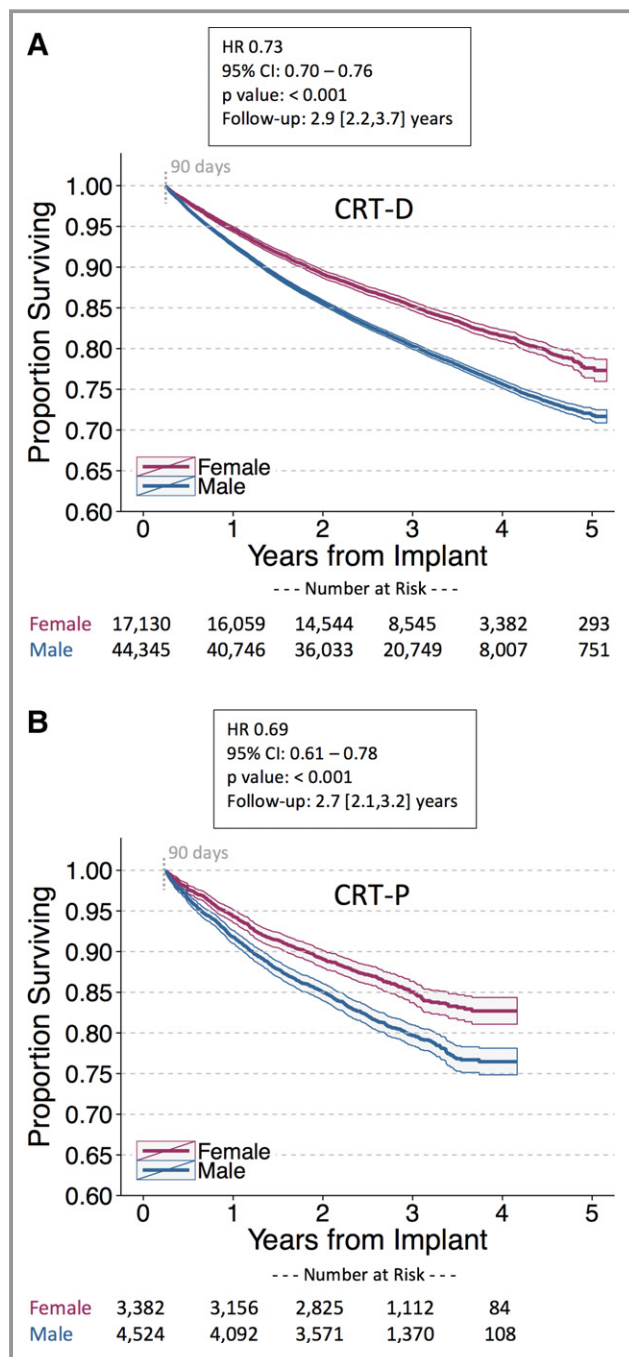 A
HR 0.73
95% CI: 0.70 – 0.76
p value: < 0.001
Follow-up: 2.9 [2.2,3.7] years
90 days
CRT-D
Proportion Surviving
1.00
0.95
0.90
0.85
0.80
0.75
0.70
0.65
0.60
Female
Male
0 1 2 3 4 5
Years from Implant
--- Number at Risk ---
Female 17,130 16,059 14,544 8,545 3,382 293
Male 44,345 40,746 36,033 20,749 8,007 751
B
HR 0.69
95% CI: 0.61 – 0.78
p value: < 0.001
Follow-up: 2.7 [2.1,3.2] years
90 days
CRT-P
Proportion Surviving
1.00
0.95
0.90
0.85
0.80
0.75
0.70
0.65
0.60
Female
Male
0 1 2 3 4 5
Years from Implant
--- Number at Risk ---
Female 3,382 3,156 2,825 1,112 84
Male 4,524 4,092 3,571 1,370 108